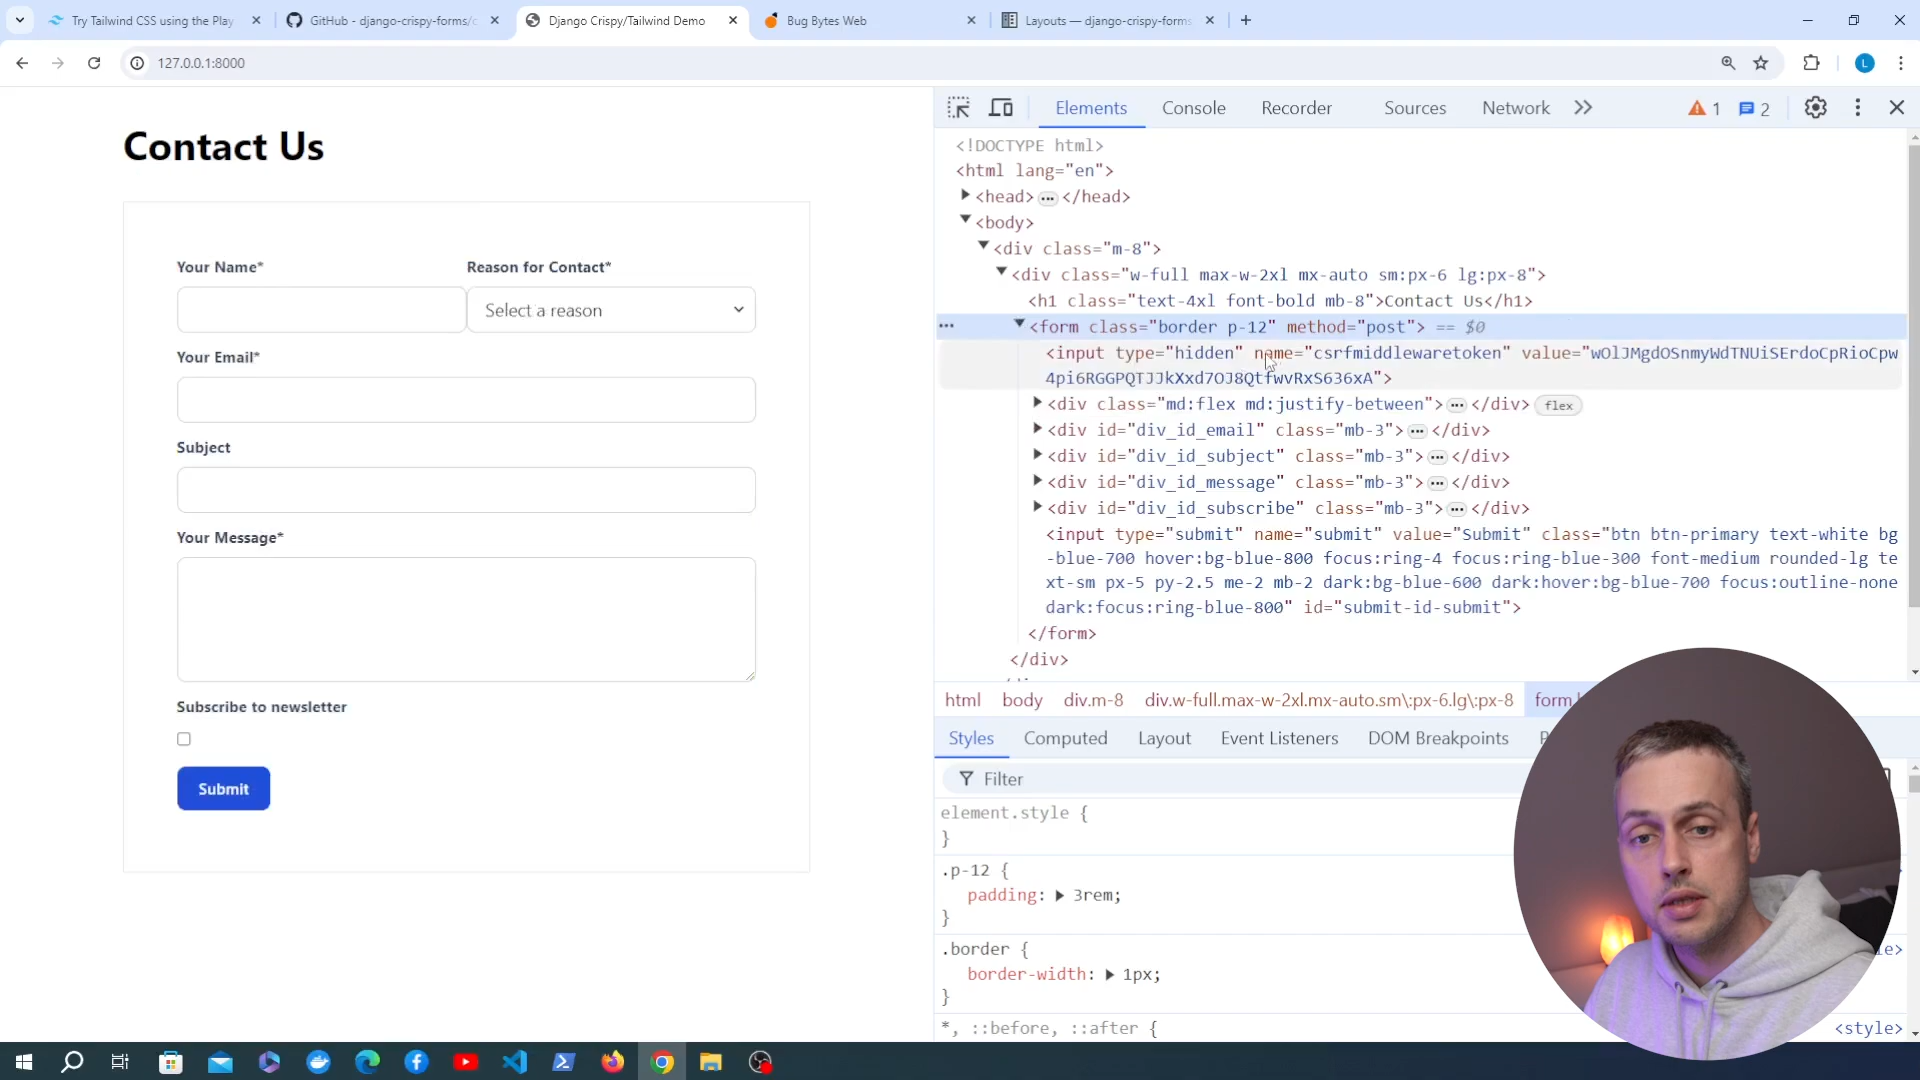 Try Tailwind CSS using the Play
GitHub - django-crispy-forms/c
Django Crispy/Tailwind Demo
Bug Bytes Web
Layouts — django-crispy-forms
127.0.0.1:8000
L
Contact Us
Your Name*
Reason for Contact*
Select a reason
Your Email*
Subject
Your Message*
Subscribe to newsletter
Submit
Elements
Console
Recorder
Sources
Network
1
2
<!DOCTYPE html>
<html lang="en">
<head> ... </head>
<body>
<div class="m-8">
<div class="w-full max-w-2xl mx-auto sm:px-6 lg:px-8">
<h1 class="text-4xl font-bold mb-8">Contact Us</h1>
... <form class="border p-12" method="post"> == $0
<input type="hidden" name="csrfmiddlewaretoken" value="wOlJMgdOSnmyWdTNUiSErdoCpRioCpw
4pi6RGGPQTJJkXxd7OJ8QtfwvRxS636xA">
<div class="md:flex md:justify-between"> ... </div> flex
<div id="div_id_email" class="mb-3"> ... </div>
<div id="div_id_subject" class="mb-3"> ... </div>
<div id="div_id_message" class="mb-3"> ... </div>
<div id="div_id_subscribe" class="mb-3"> ... </div>
<input type="submit" name="submit" value="Submit" class="btn btn-primary text-white bg
-blue-700 hover:bg-blue-800 focus:ring-4 focus:ring-blue-300 font-medium rounded-lg te
xt-sm px-5 py-2.5 me-2 mb-2 dark:bg-blue-600 dark:hover:bg-blue-700 focus:outline-none
dark:focus:ring-blue-800" id="submit-id-submit">
</form>
</div>
html
body
div.m-8
div.w-full.max-w-2xl.mx-auto.sm\:px-6.lg\:px-8
form
Styles
Computed
Layout
Event Listeners
DOM Breakpoints
Filter
element.style {
}
.p-12 {
padding: 3rem;
}
.border {
border-width: 1px;
}
*, ::before, ::after {
<style>